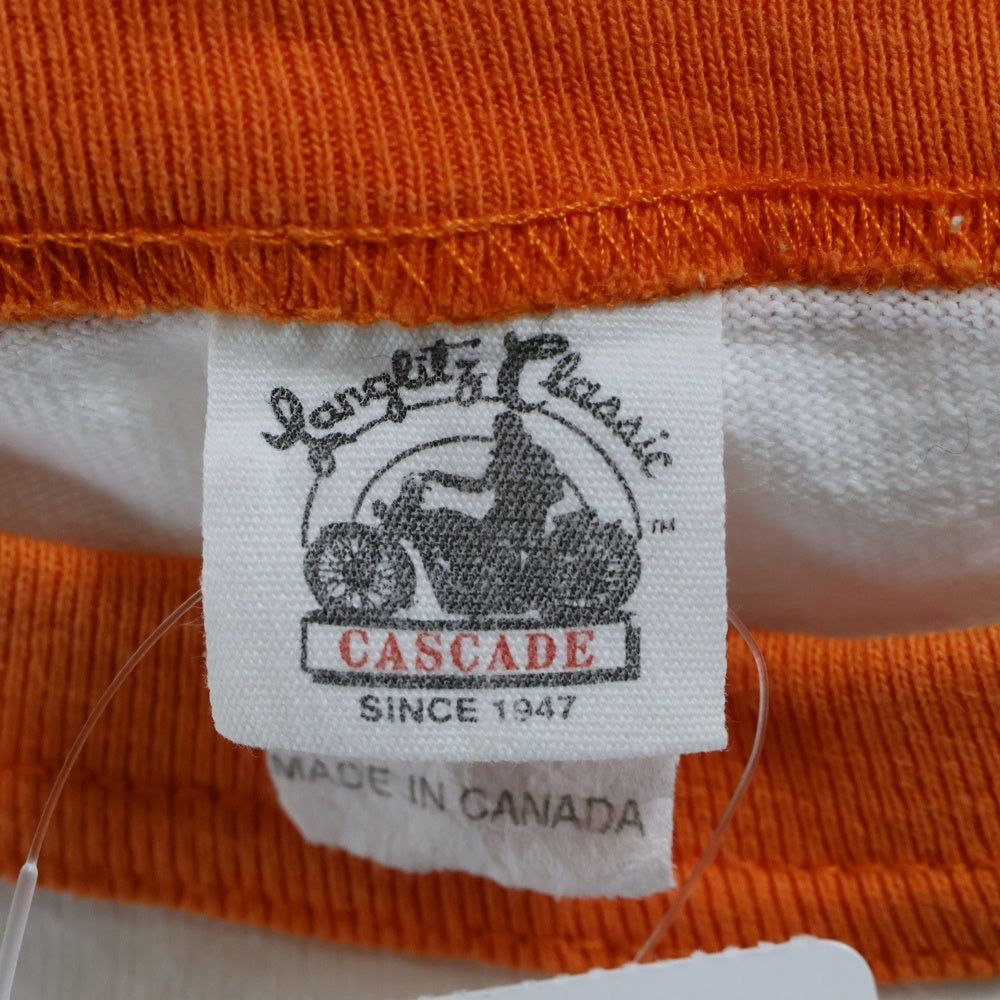 Langlitz Classic
TM
CASCADE
SINCE 1947
MADE IN CANADA